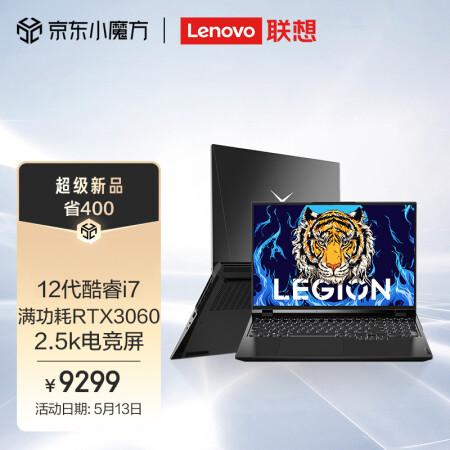 京东小魔方 Lenovo 联想
超级新品
省400
LEGION
12代酷睿i7
满功耗RTX3060
2.5k电竞屏
¥9299
活动日期: 5月13日